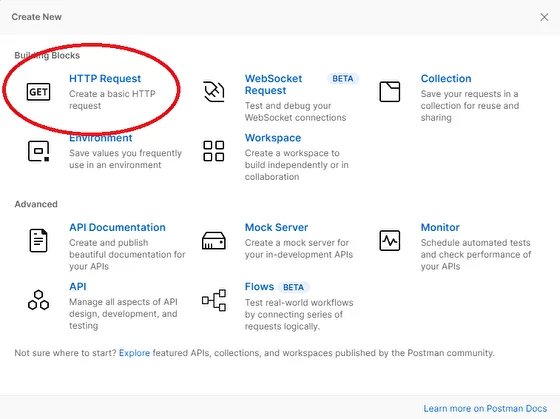 Create New
Building Blocks
GET
HTTP Request
Create a basic HTTP
request
WebSocket
Request
BETA
Test and debug your
WebSocket connections
Collection
Save your requests in a
collection for reuse and
sharing
Environment
Save values you frequently
use in an environment
Workspace
Create a workspace to
build independently or in
collaboration
Advanced
API Documentation
Create and publish
beautiful documentation for
your APIs
Mock Server
Create a mock server for
your in-development APIs
Monitor
Schedule automated tests
and check performance of
your APIs
API
Manage all aspects of API
design, development, and
testing
Flows BETA
Test real-world workflows
by connecting series of
requests logically.
Not sure where to start? Explore featured APIs, collections, and workspaces published by the Postman community.
Learn more on Postman Docs